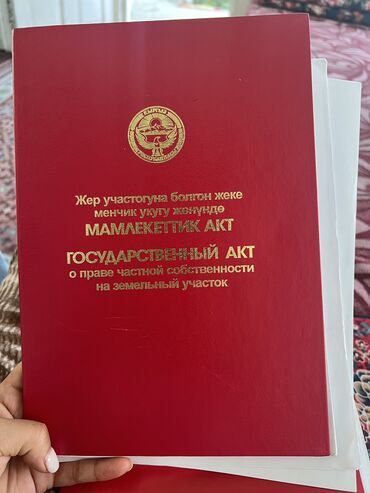 Жер участогуна болгон жеке
менчик укугу жөнүндө
МАМЛЕКЕТТИК АКТ
ГОСУДАРСТВЕННЫЙ АКТ
о праве частной собственности
на земельный участок